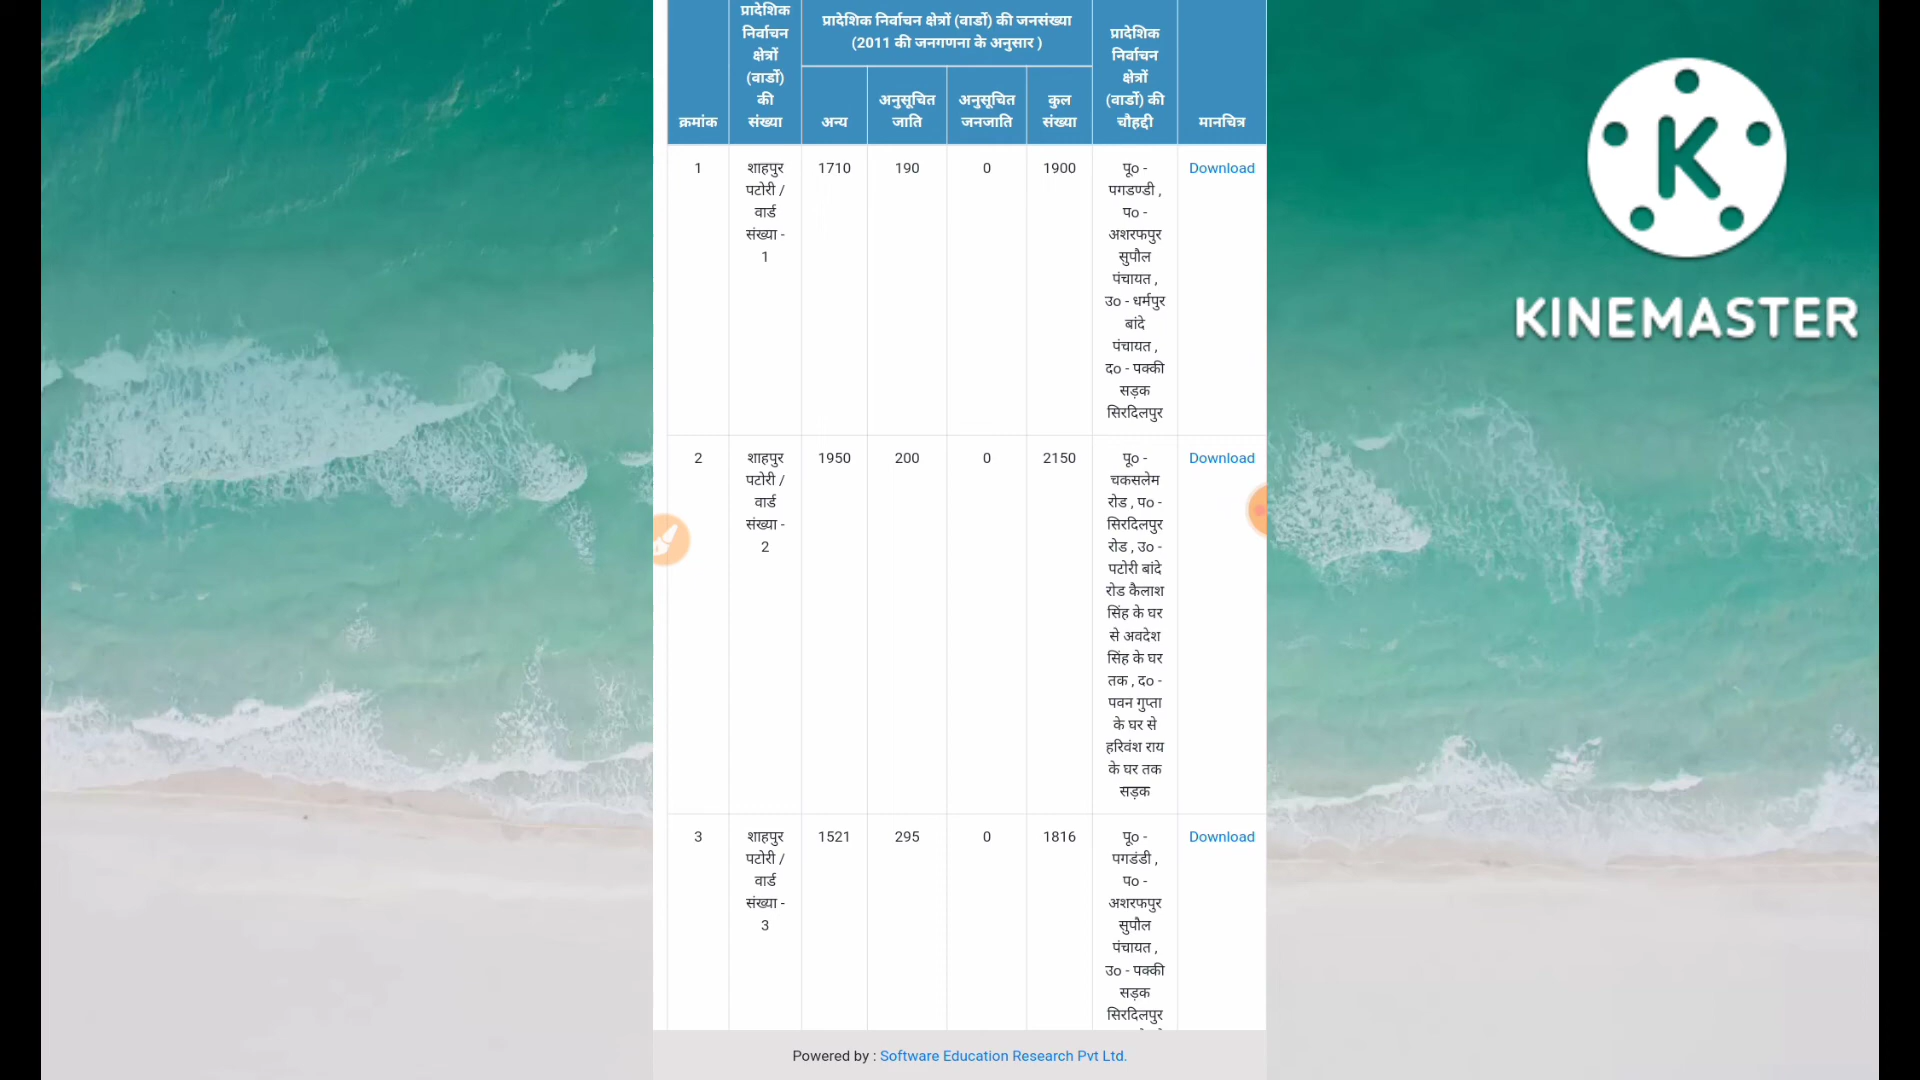 प्रादेशिक
निर्वाचन
क्षेत्रों
(वार्डो)
की
संख्या
प्रादेशिक निर्वाचन क्षेत्रों (वार्डो) की जनसंख्या
(2011 की जनगणना के अनुसार )
प्रादेशिक
निर्वाचन
क्षेत्रों
(वार्डो) की
चौहद्दी
क्रमांक
अन्य
अनुसूचित
जाति
अनुसूचित
जनजाति
कुल
संख्या
मानचित्र
1
शाहपुर
पटोरी /
वार्ड
संख्या -
1
1710
190
0
1900
पू० -
पगडण्डी ,
प० -
अशरफपुर
सुपौल
पंचायत ,
उ० - धर्मपुर
बांदे
पंचायत ,
द० - पक्की
सड़क
सिरदिलपुर
Download
2
शाहपुर
पटोरी /
वार्ड
संख्या -
2
1950
200
0
2150
पू० -
चकसलेम
रोड , प० -
सिरदिलपुर
रोड , उ० -
पटोरी बांदे
रोड कैलाश
सिंह के घर
से अवदेश
सिंह के घर
तक , द० -
पवन गुप्ता
के घर से
हरिवंश राय
के घर तक
सड़क
Download
3
शाहपुर
पटोरी /
वार्ड
संख्या -
3
1521
295
0
1816
पू० -
पगडंडी ,
प० -
अशरफपुर
सुपौल
पंचायत ,
उ० - पक्की
सड़क
सिरदिलपुर
Download
Powered by : Software Education Research Pvt Ltd.
K
KINEMASTER